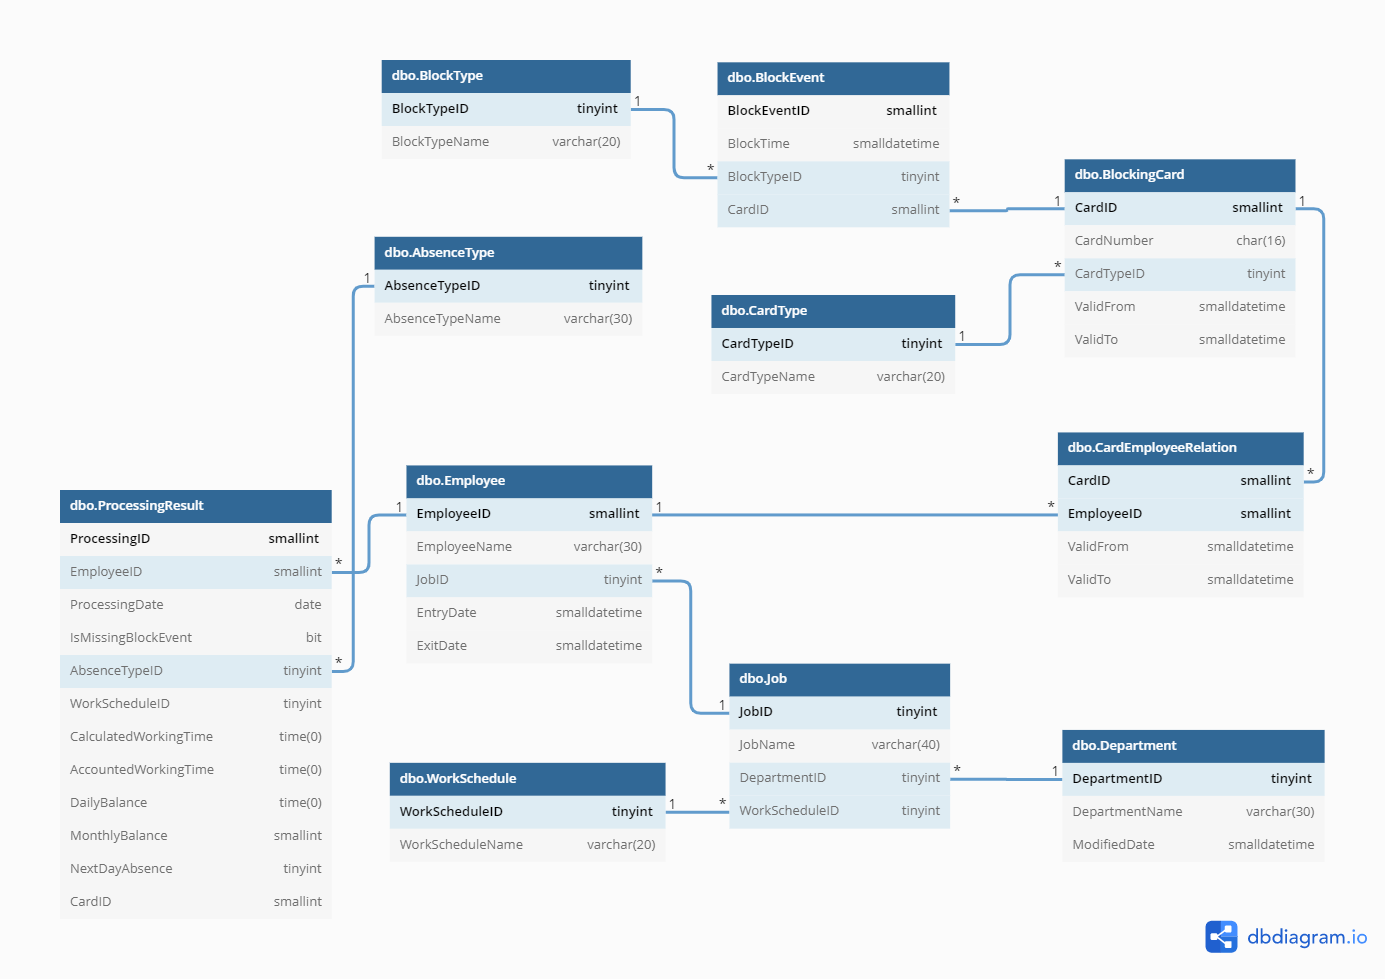 dbo.BlockType
BlockTypeID tinyint 1
BlockTypeName varchar(20)
dbo.BlockEvent
BlockEventID smallint
BlockTime smalldatetime
* BlockTypeID tinyint
CardID smallint *
dbo.BlockingCard
1 CardID smallint 1
CardNumber char(16)
* CardTypeID tinyint
ValidFrom smalldatetime
ValidTo smalldatetime
dbo.AbsenceType
1 AbsenceTypeID tinyint
AbsenceTypeName varchar(30)
dbo.CardType
CardTypeID tinyint 1
CardTypeName varchar(20)
dbo.CardEmployeeRelation
CardID smallint *
* EmployeeID smallint
ValidFrom smalldatetime
ValidTo smalldatetime
dbo.Employee
1 EmployeeID smallint 1
EmployeeName varchar(30)
JobID tinyint *
EntryDate smalldatetime
ExitDate smalldatetime
dbo.ProcessingResult
ProcessingID smallint
EmployeeID smallint *
ProcessingDate date
IsMissingBlockEvent bit
AbsenceTypeID tinyint *
WorkScheduleID tinyint
CalculatedWorkingTime time(0)
AccountedWorkingTime time(0)
DailyBalance time(0)
MonthlyBalance smallint
NextDayAbsence tinyint
CardID smallint
dbo.Job
1 JobID tinyint
JobName varchar(40)
DepartmentID tinyint *
* WorkScheduleID tinyint
dbo.WorkSchedule
WorkScheduleID tinyint 1
WorkScheduleName varchar(20)
dbo.Department
1 DepartmentID tinyint
DepartmentName varchar(30)
ModifiedDate smalldatetime
dbdiagram.io